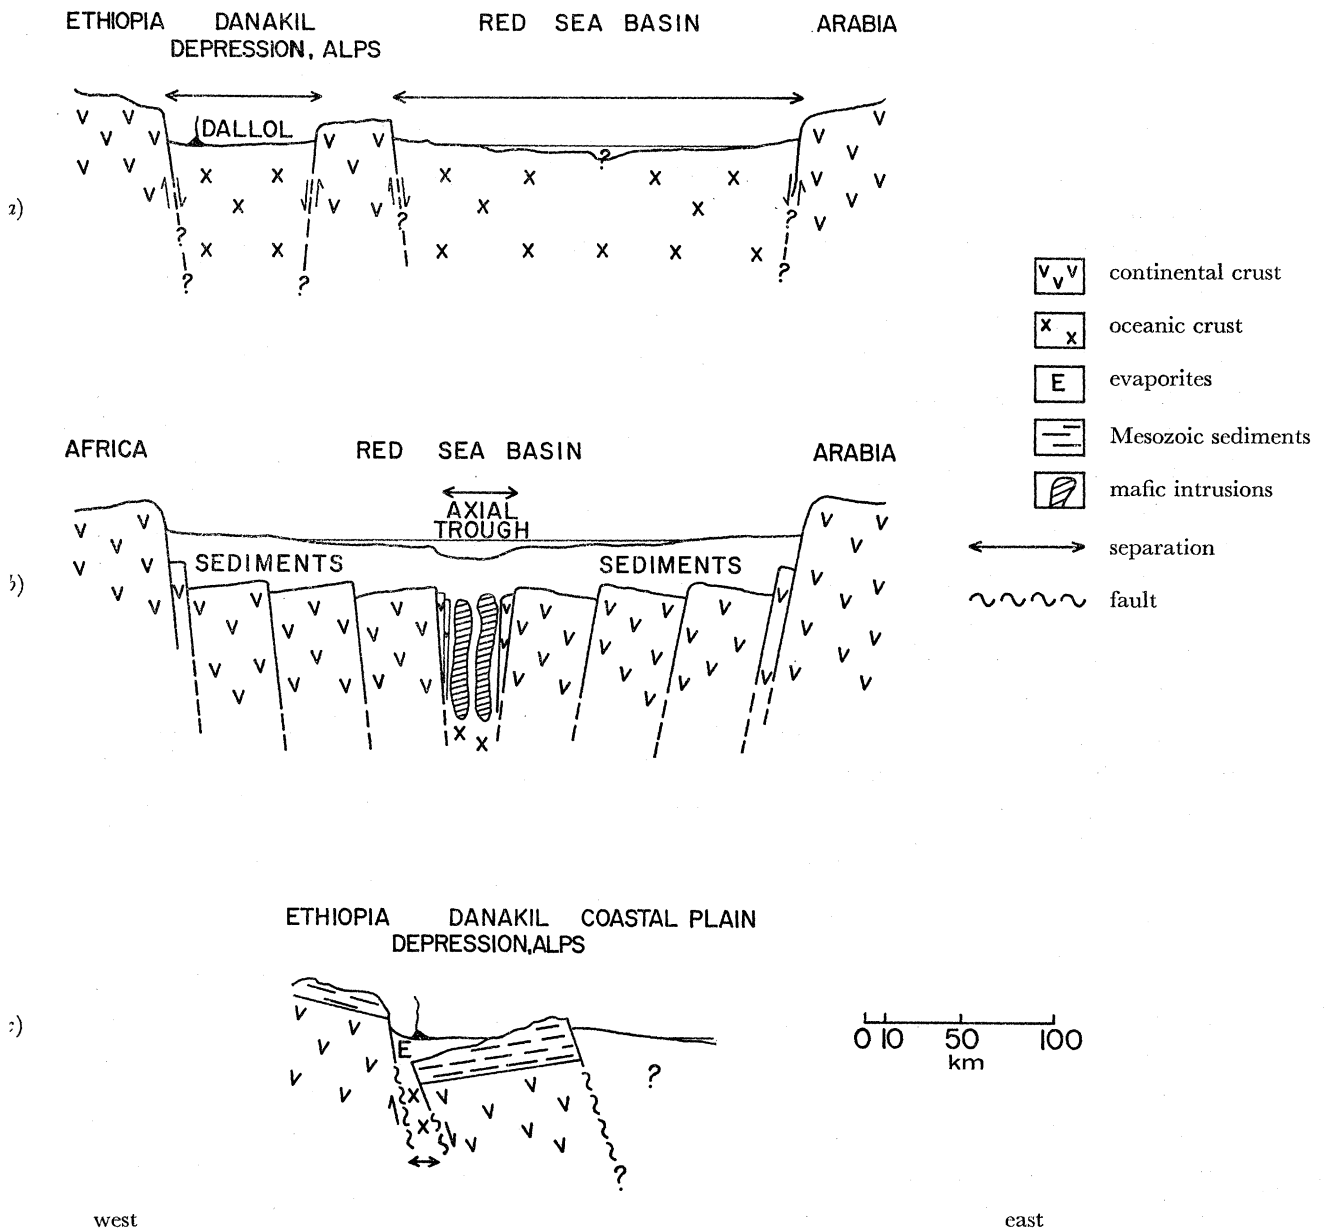 ETHIOPIA DANAKIL RED SEA BASIN ARABIA
DEPRESSION, ALPS
DALLOL
?
?
?
?
?
?
?
?
continental crust
oceanic crust
E evaporites
Mesozoic sediments
mafic intrusions
separation
fault
AFRICA RED SEA BASIN ARABIA
AXIAL
TROUGH
SEDIMENTS SEDIMENTS
ETHIOPIA DANAKIL COASTAL PLAIN
DEPRESSION, ALPS
E
?
?
0 10 50 100
km
west east